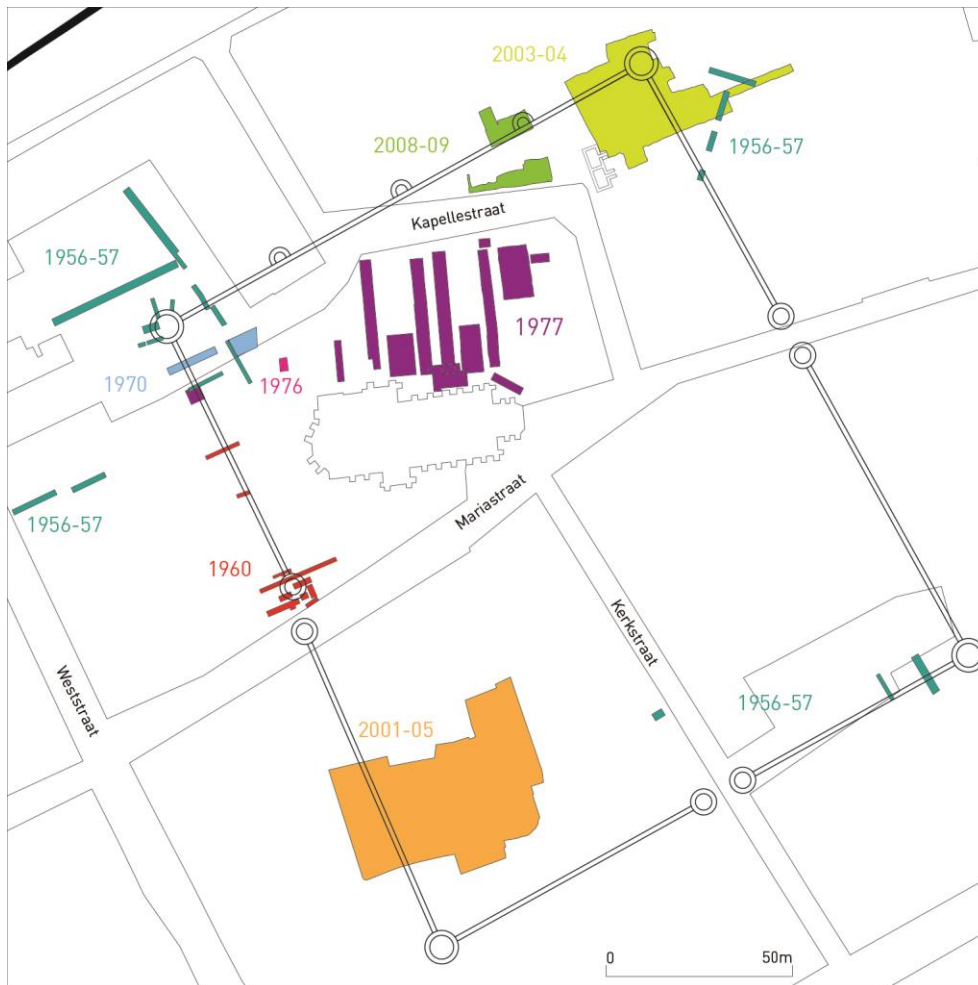 2003-04
2008-09
1956-57
Kapellestraat
1956-57
1977
1970
1976
Mariastraat
1956-57
1960
Kerkstraat
Weststraat
1956-57
2001-05
0
50m